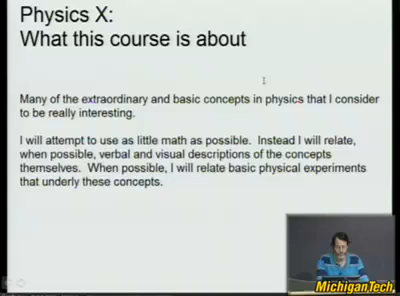 Physics X:
What this course is about
Many of the extraordinary and basic concepts in physics that I consider
to be really interesting.
I will attempt to use as little math as possible. Instead I will relate,
when possible, verbal and visual descriptions of the concepts
themselves. When possible, I will relate basic physical experiments
that underly these concepts.
MichiganTech